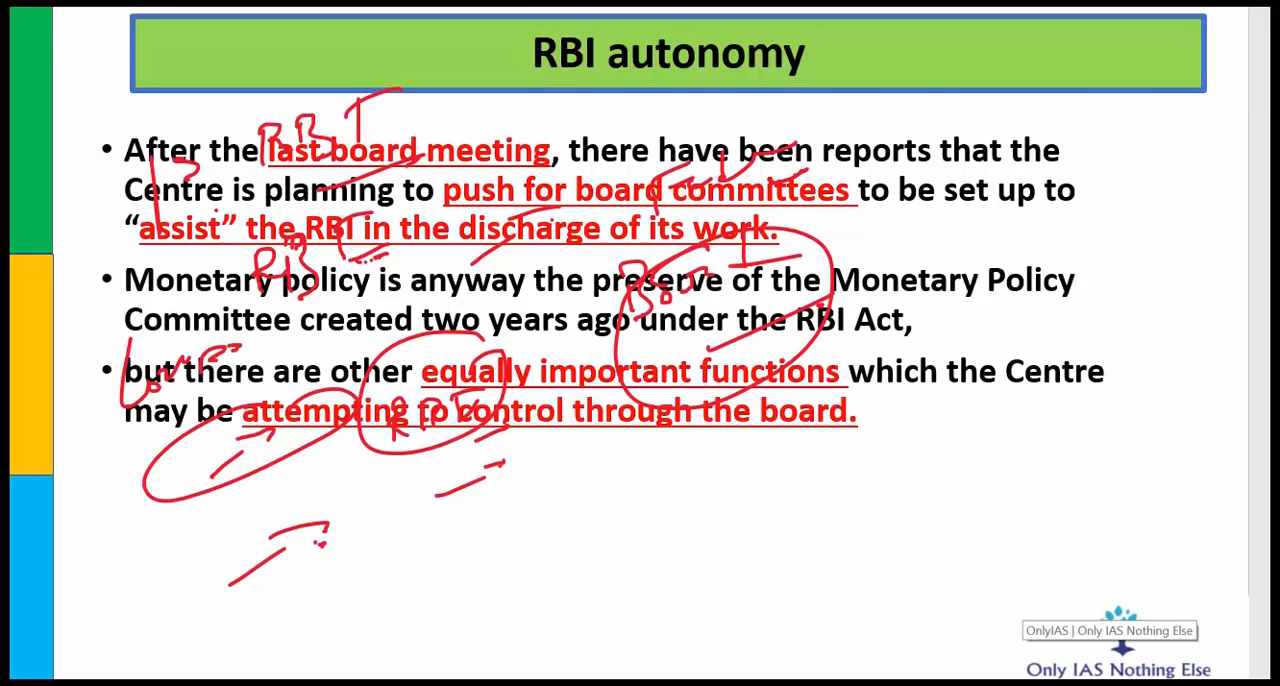 RBI autonomy
• After the last board meeting, there have been reports that the
Centre is planning to push for board committees to be set up to
“assist” the RBI in the discharge of its work.
• Monetary policy is anyway the preserve of the Monetary Policy
Committee created two years ago under the RBI Act,
• but there are other equally important functions which the Centre
may be attempting to control through the board.
RBI
OnlyIAS | Only IAS Nothing Else
Only IAS Nothing Else